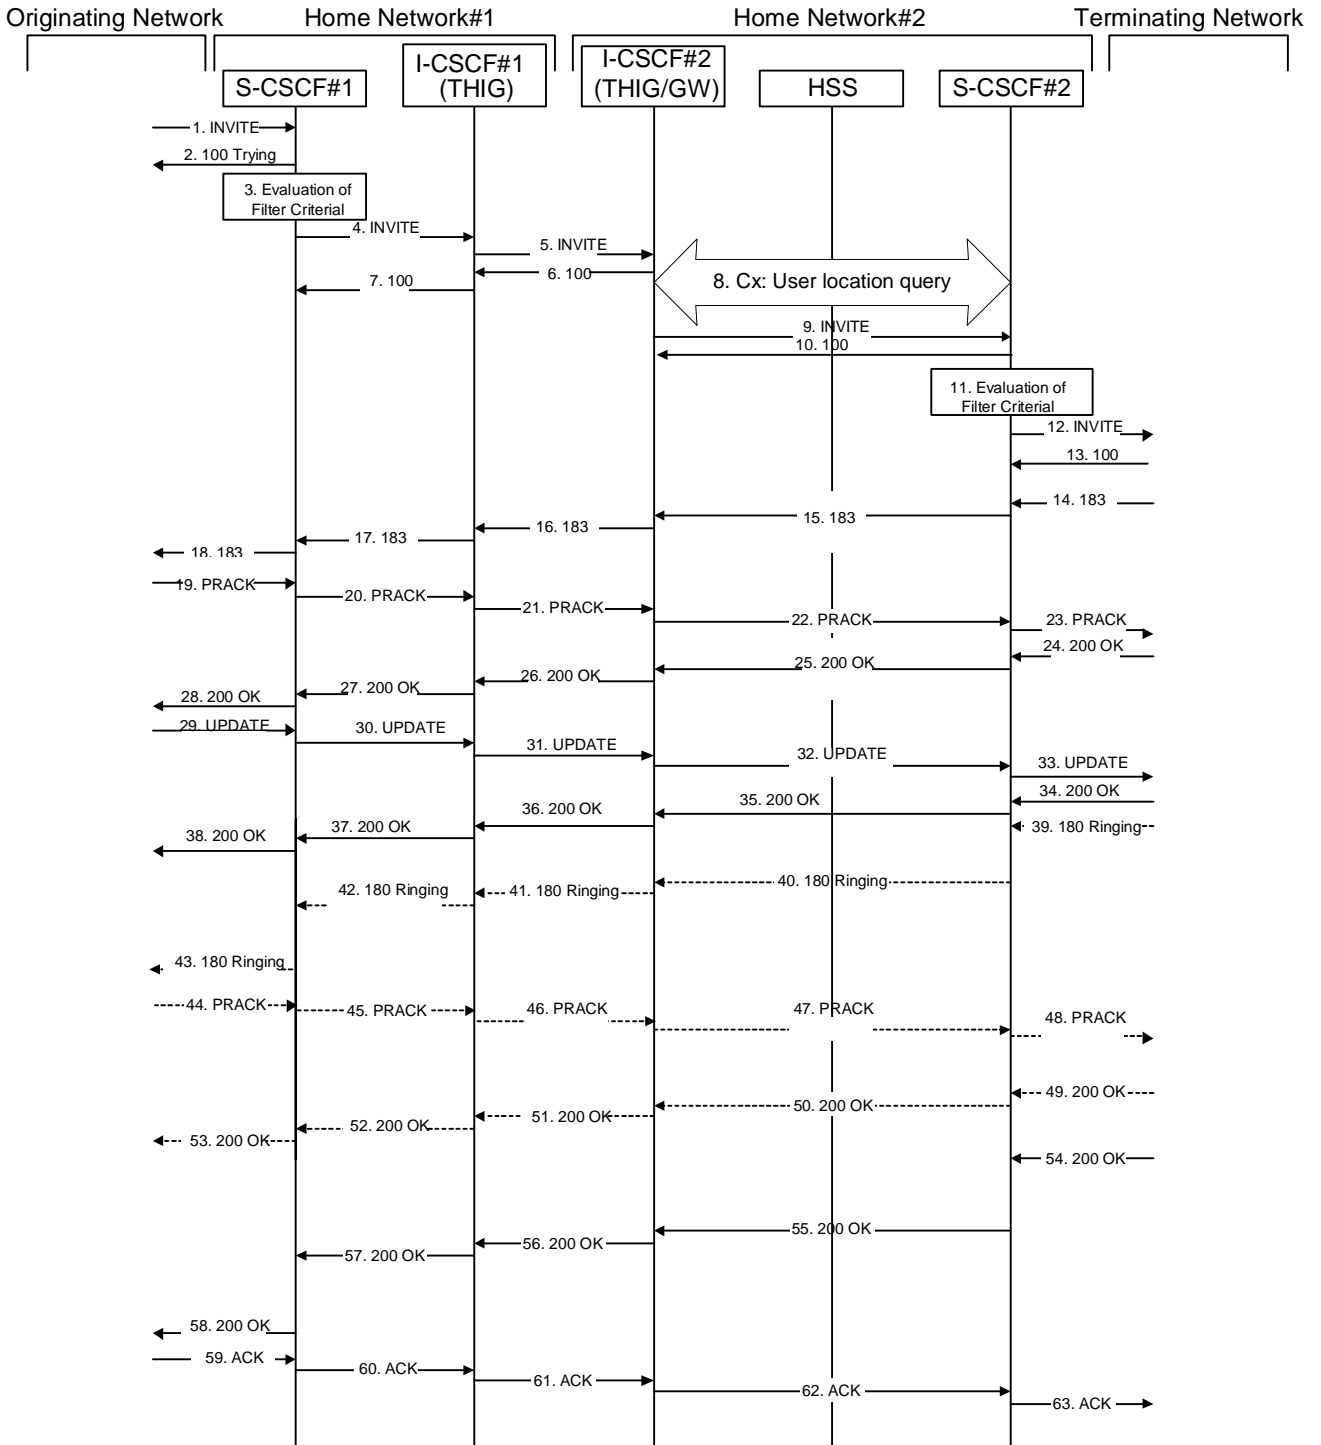 Originating Network
Home Network#1
Home Network#2
Terminating Network
S-CSCF#1
I-CSCF#1
(THIG)
I-CSCF#2
(THIG/GW)
HSS
S-CSCF#2
1. INVITE
2. 100 Trying
3. Evaluation of
Filter Criterial
4. INVITE
5. INVITE
6. 100
7. 100
8. Cx: User location query
9. INVITE
10. 100
11. Evaluation of
Filter Criterial
12. INVITE
13. 100
14. 183
15. 183
16. 183
17. 183
18. 183
19. PRACK
20. PRACK
21. PRACK
22. PRACK
23. PRACK
24. 200 OK
25. 200 OK
26. 200 OK
27. 200 OK
28. 200 OK
29. UPDATE
30. UPDATE
31. UPDATE
32. UPDATE
33. UPDATE
34. 200 OK
35. 200 OK
36. 200 OK
37. 200 OK
38. 200 OK
39. 180 Ringing
40. 180 Ringing
41. 180 Ringing
42. 180 Ringing
43. 180 Ringing
44. PRACK
45. PRACK
46. PRACK
47. PRACK
48. PRACK
49. 200 OK
50. 200 OK
51. 200 OK
52. 200 OK
53. 200 OK
54. 200 OK
55. 200 OK
56. 200 OK
57. 200 OK
58. 200 OK
59. ACK
60. ACK
61. ACK
62. ACK
63. ACK